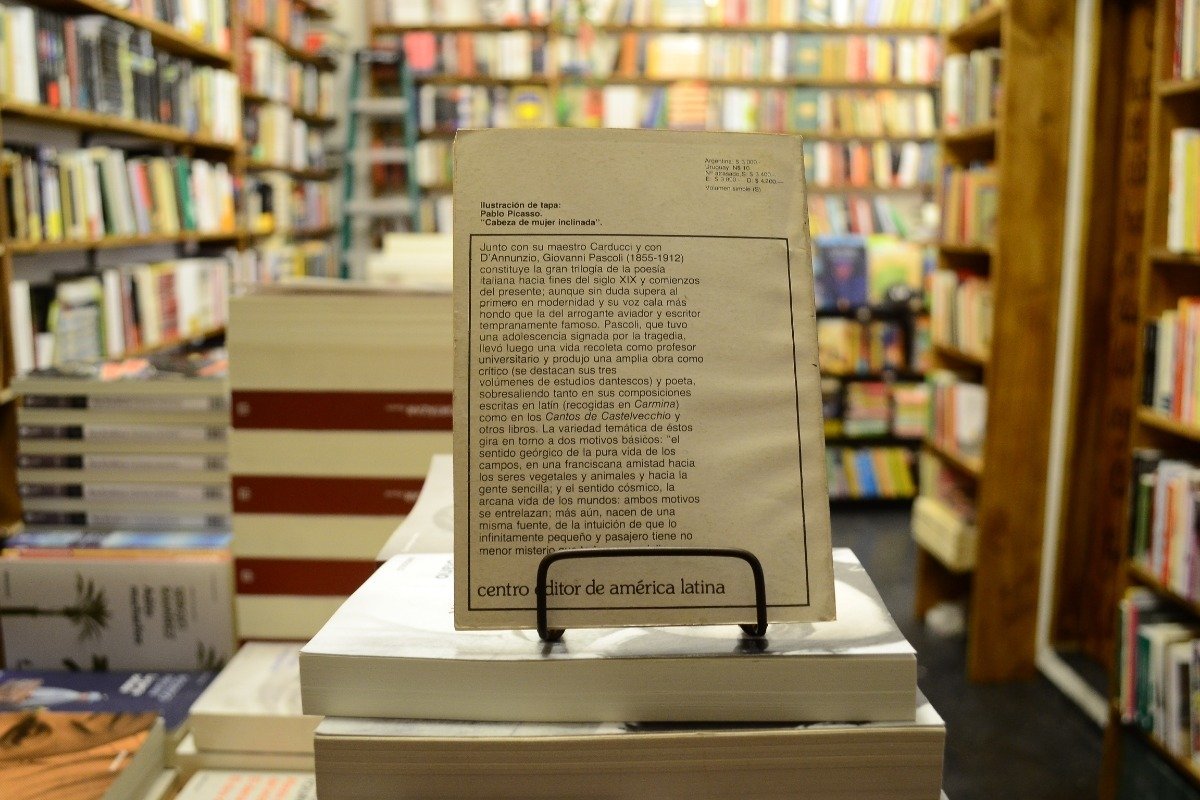 Argentina: $ 3.000.-
Uruguay: N$ 10
Volumen simple (S)
Ilustración de tapa:
Pablo Picasso.
"Cabeza de mujer inclinada".
Junto con su maestro Carducci y con
D'Annunzio, Giovanni Pascoli (1855-1912)
constituye la gran trilogía de la poesía
italiana hacia fines del siglo XIX y comienzos
del presente; aunque sin duda supera al
primero en modernidad y su voz cala más
hondo que la del arrogante aviador y escritor
tempranamente famoso. Pascoli, que tuvo
una adolescencia signada por la tragedia,
llevó luego una vida recoleta como profesor
universitario y produjo una amplia obra como
crítico (se destacan sus tres
volúmenes de estudios dantescos) y poeta,
sobresaliendo tanto en sus composiciones
escritas en latín (recogidas en Carmina)
como en los Cantos de Castelvecchio y
otros libros. La variedad temática de éstos
gira en torno a dos motivos básicos: "el
sentido geórgico de la pura vida de los
campos, en una franciscana amistad hacia
los seres vegetales y animales y hacia la
gente sencilla; y el sentido cósmico, la
arcana vida de los mundos: ambos motivos
se entrelazan; más aún, nacen de una
misma fuente, de la intuición de que lo
infinitamente pequeño y pasajero tiene no
menor misterio que
centro editor de américa latina